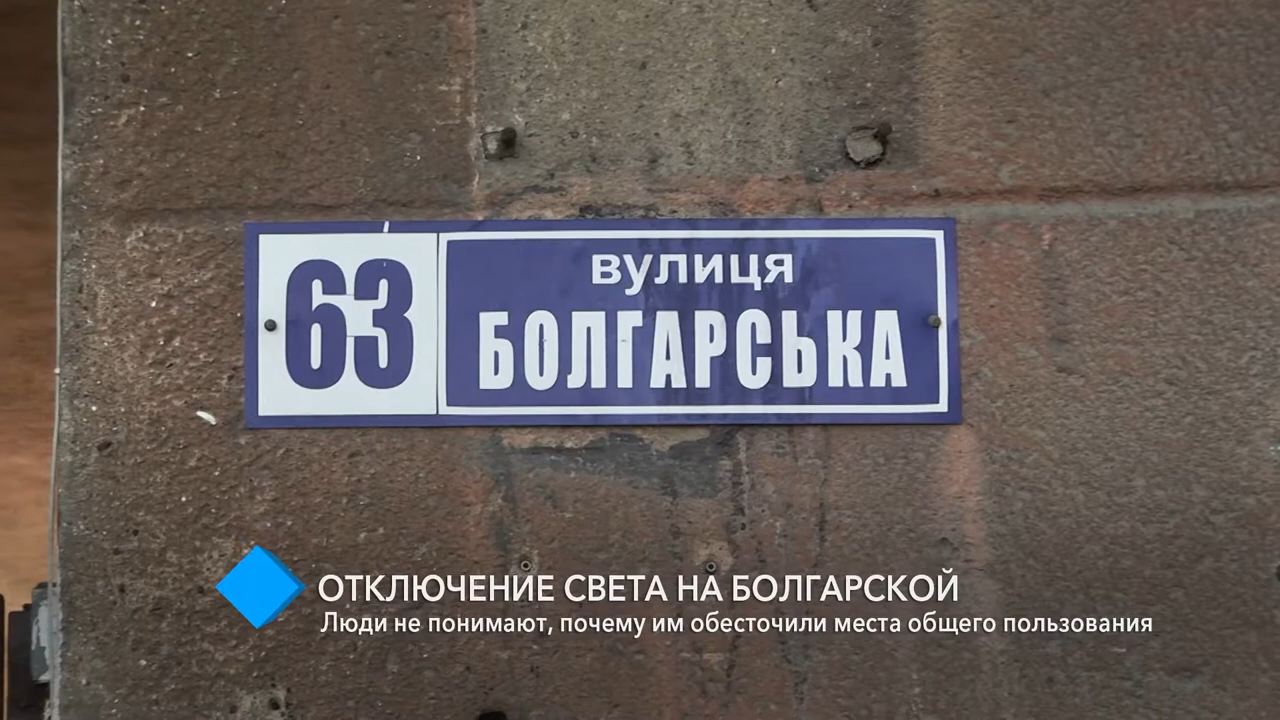 63
вулиця
БОЛГАРСЬКА
ОТКЛЮЧЕНИЕ СВЕТА НА БОЛГАРСКОЙ
Люди не понимают, почему им обесточили места общего пользования